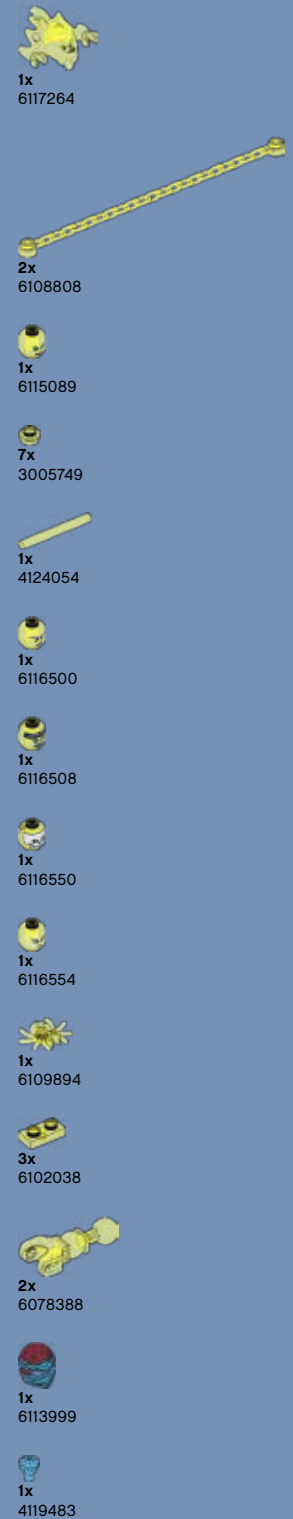 1x
6117264
2x
6108808
1x
6115089
7x
3005749
1x
4124054
1x
6116500
1x
6116508
1x
6116550
1x
6116554
1x
6109894
3x
6102038
2x
6078388
1x
6113999
1x
4119483